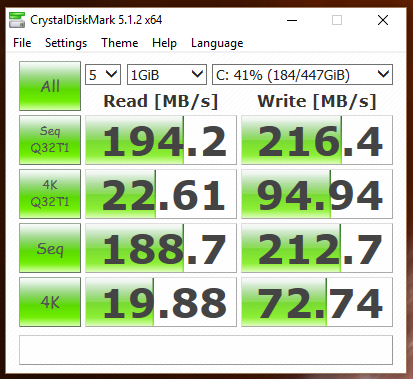 CrystalDiskMark 5.1.2 x64
File Settings Theme Help Language
All 5 1GiB C: 41% (184/447GiB)
Read [MB/s] Write [MB/s]
Seq Q32T1 194.2 216.4
4K Q32T1 22.61 94.94
Seq 188.7 212.7
4K 19.88 72.74